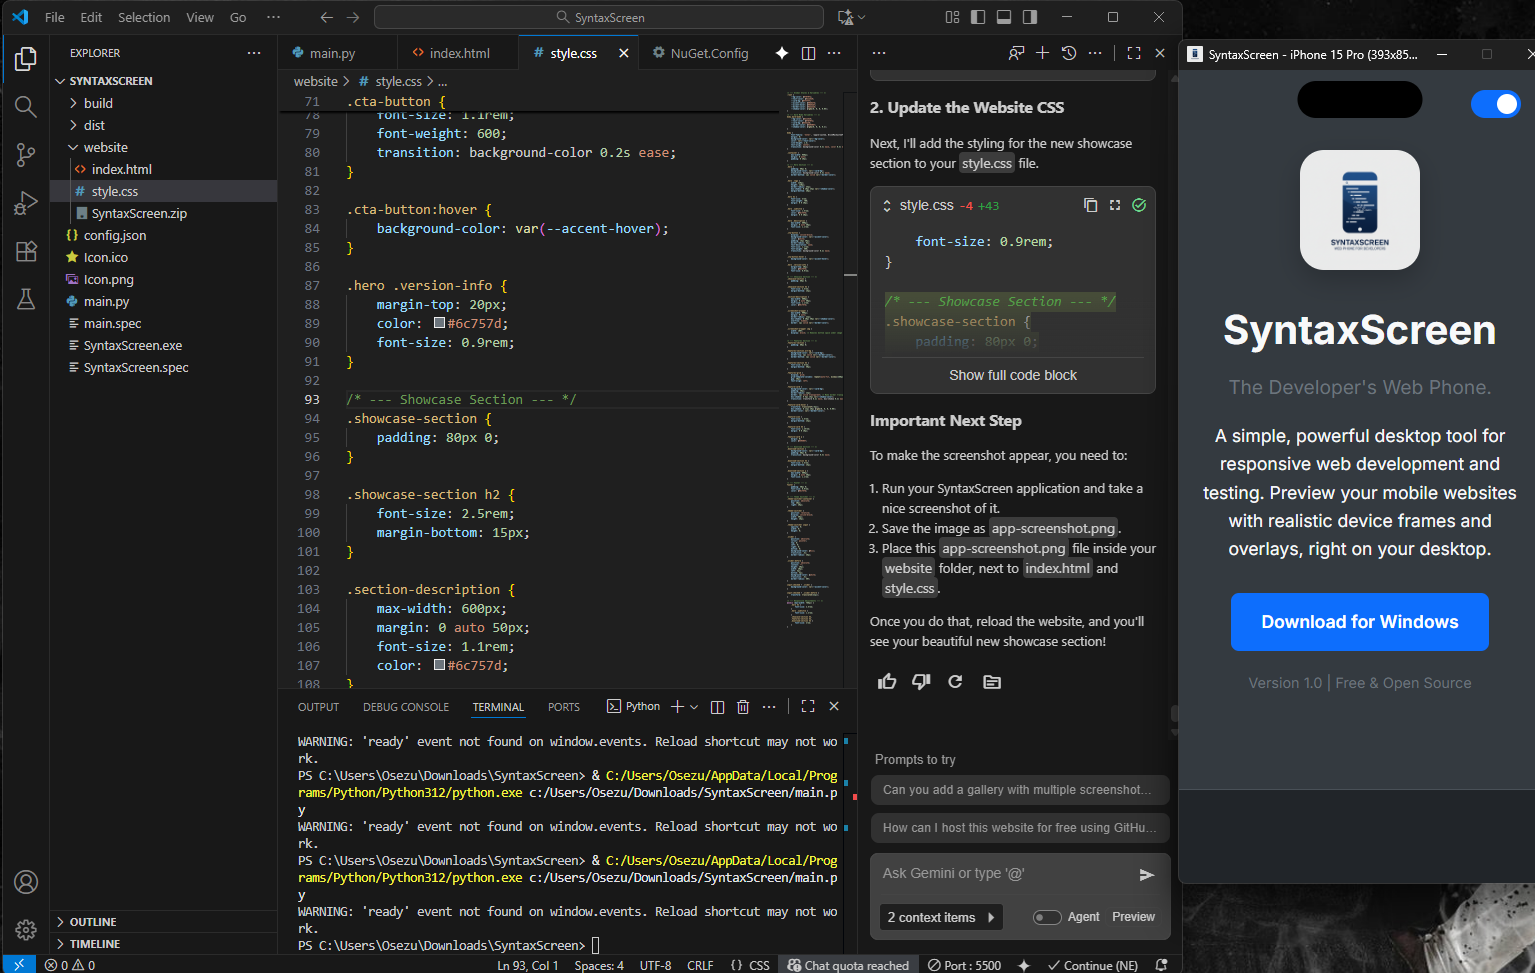 File Edit Selection View Go ···
SyntaxScreen
EXPLORER
SYNTAXSCREEN
build
dist
website
index.html
style.css
SyntaxScreen.zip
config.json
Icon.ico
Icon.png
main.py
main.spec
SyntaxScreen.exe
SyntaxScreen.spec
OUTLINE
TIMELINE
main.py index.html style.css NuGet.Config
website > # style.css > ...
71 .cta-button {
78 font-size: 1.1rem;
79 font-weight: 600;
80 transition: background-color 0.2s ease;
81 }
82
83 .cta-button:hover {
84 background-color: var(--accent-hover);
85 }
86
87 .hero .version-info {
88 margin-top: 20px;
89 color: #6c757d;
90 font-size: 0.9rem;
91 }
92
93 /* --- Showcase Section --- */
94 .showcase-section {
95 padding: 80px 0;
96 }
97
98 .showcase-section h2 {
99 font-size: 2.5rem;
100 margin-bottom: 15px;
101 }
102
103 .section-description {
104 max-width: 600px;
105 margin: 0 auto 50px;
106 font-size: 1.1rem;
107 color: #6c757d;
108 }
OUTPUT DEBUG CONSOLE TERMINAL PORTS Python
WARNING: 'ready' event not found on window.events. Reload shortcut may not wo
rk.
PS C:\Users\Osezu\Downloads\SyntaxScreen> & C:/Users/Osezu/AppData/Local/Prog
rams/Python/Python312/python.exe c:/Users/Osezu/Downloads/SyntaxScreen/main.p
y
WARNING: 'ready' event not found on window.events. Reload shortcut may not wo
rk.
PS C:\Users\Osezu\Downloads\SyntaxScreen> & C:/Users/Osezu/AppData/Local/Prog
rams/Python/Python312/python.exe c:/Users/Osezu/Downloads/SyntaxScreen/main.p
y
WARNING: 'ready' event not found on window.events. Reload shortcut may not wo
rk.
PS C:\Users\Osezu\Downloads\SyntaxScreen>
2. Update the Website CSS
Next, I'll add the styling for the new showcase
section to your style.css file.
style.css -4 +43
font-size: 0.9rem;
}
/* --- Showcase Section --- */
.showcase-section {
padding: 80px 0;
Show full code block
Important Next Step
To make the screenshot appear, you need to:
1. Run your SyntaxScreen application and take a
nice screenshot of it.
2. Save the image as app-screenshot.png.
3. Place this app-screenshot.png file inside your
website folder, next to index.html and
style.css.
Once you do that, reload the website, and you'll
see your beautiful new showcase section!
Prompts to try
Can you add a gallery with multiple screenshot...
How can I host this website for free using GitHu...
Ask Gemini or type '@'
2 context items Agent Preview
SyntaxScreen - iPhone 15 Pro (393x85...
SYNTAXSCREEN
WEB PHONE FOR DEVELOPERS
SyntaxScreen
The Developer's Web Phone.
A simple, powerful desktop tool for
responsive web development and
testing. Preview your mobile websites
with realistic device frames and
overlays, right on your desktop.
Download for Windows
Version 1.0 | Free & Open Source
0 0 Ln 93, Col 1 Spaces: 4 UTF-8 CRLF {} CSS Chat quota reached Port : 5500 Continue (NE)